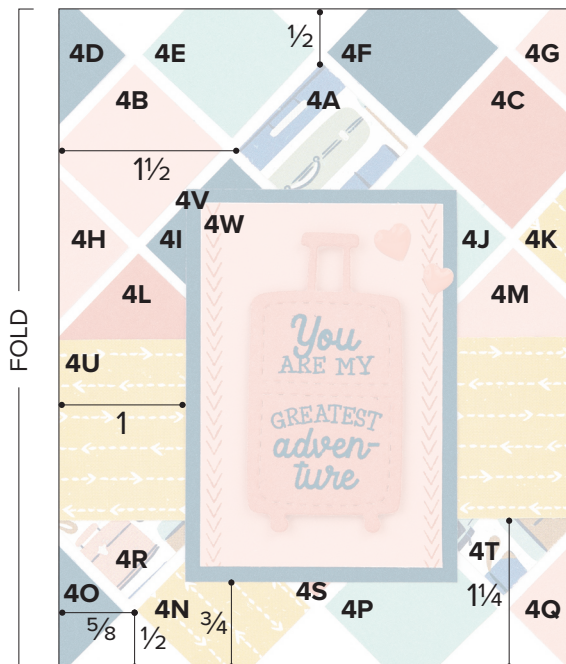 4D
4E
½
4F
4G
4B
4A
4C
1½
4V
4W
4H
4I
4J
4K
4L
4M
You
ARE MY
GREATEST
adven-
ture
FOLD
4U
1
4R
4T
4O
4N
4S
4P
4Q
⅝
½
¾
1¼